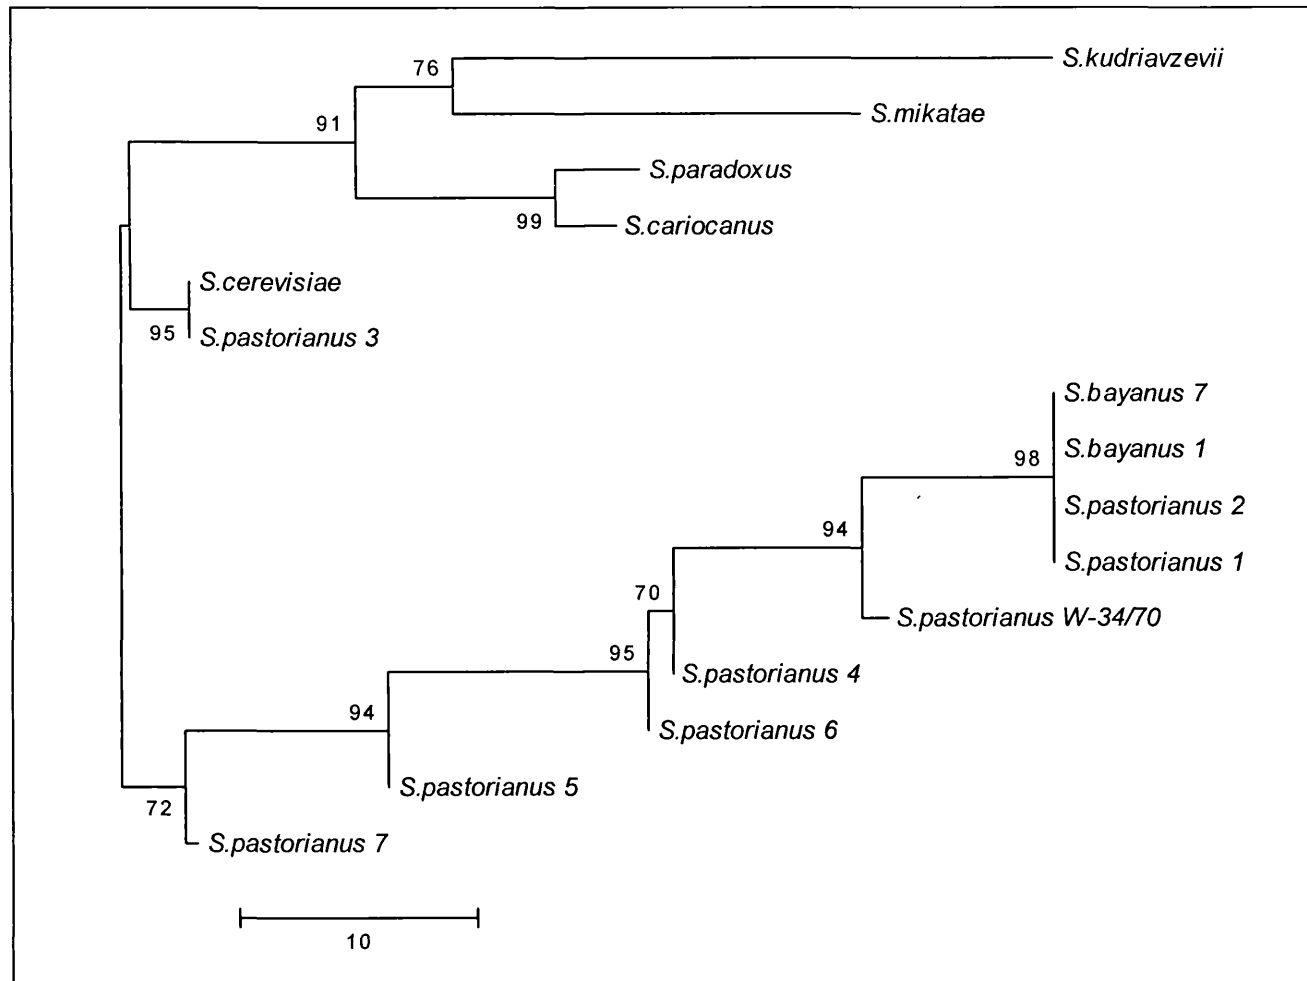 76
S.kudriavzevii
S.mikatae
91
S.paradoxus
99
S.cariocanus
S.cerevisiae
95
S.pastorianus 3
S.bayanus 7
S.bayanus 1
98
S.pastorianus 2
94
S.pastorianus 1
70
S.pastorianus W-34/70
95
S.pastorianus 4
94
S.pastorianus 6
S.pastorianus 5
72
S.pastorianus 7
10